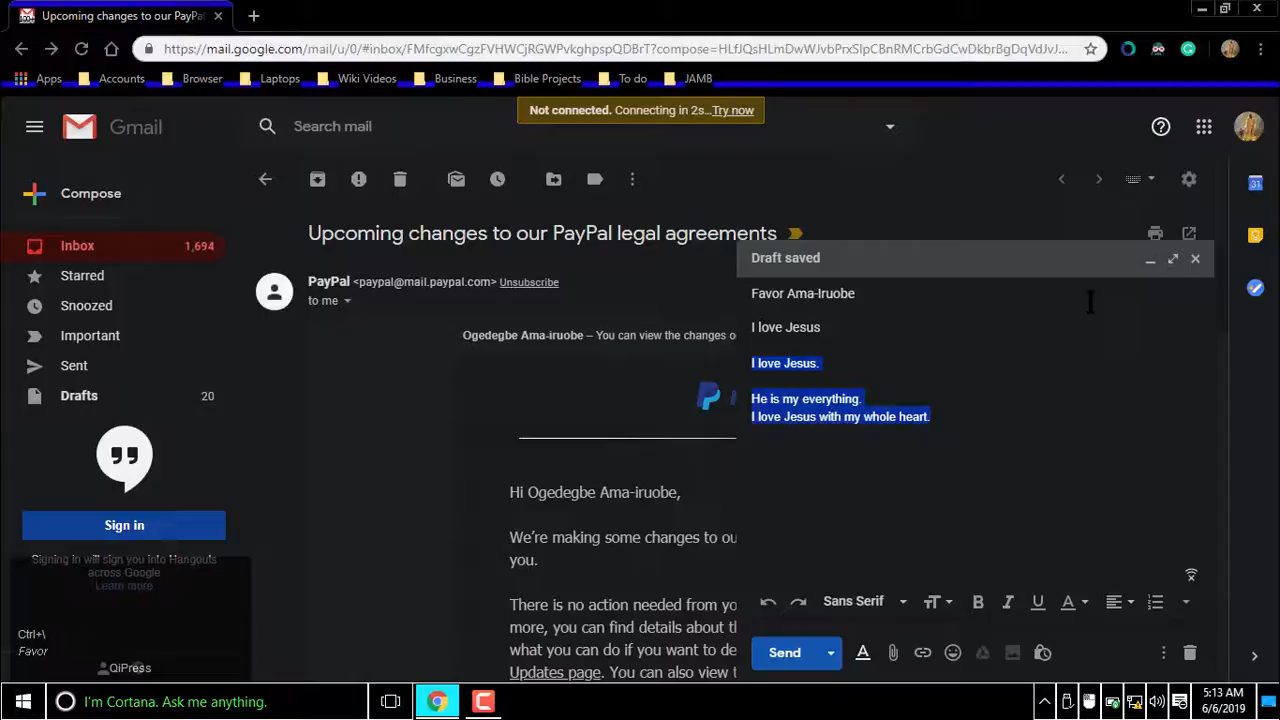 Upcoming changes to our PayPa
https://mail.google.com/mail/u/0/#inbox/FMfcgxwCgzFVHWCjRGWPvkghpspQDBrT?compose=HLfJQsHLmDwWJvbPrxSlpCBnRMCrbGdCwDkbrBgDqVdJvJ...
Apps Accounts Browser Laptops Wiki Videos Business Bible Projects To do JAMB
Not connected. Connecting in 2s... Try now
Gmail
Search mail
Compose
Inbox 1,694
Starred
Snoozed
Important
Sent
Drafts 20
Sign in
Signing in will sign you into Hangouts
across Google
Learn more
Ctrl+\
Favor
QiPress
Upcoming changes to our PayPal legal agreements
PayPal <paypal@mail.paypal.com> Unsubscribe
to me
Ogedegbe Ama-iruobe – You can view the changes o
Hi Ogedegbe Ama-iruobe,
We're making some changes to ou
you.
There is no action needed from yo
more, you can find details about th
what you can do if you want to de
Updates page. You can also view t
Draft saved
Favor Ama-Iruobe
I love Jesus
I love Jesus.
He is my everything.
I love Jesus with my whole heart.
Sans Serif
Send
31
I'm Cortana. Ask me anything.
5:13 AM
6/6/2019